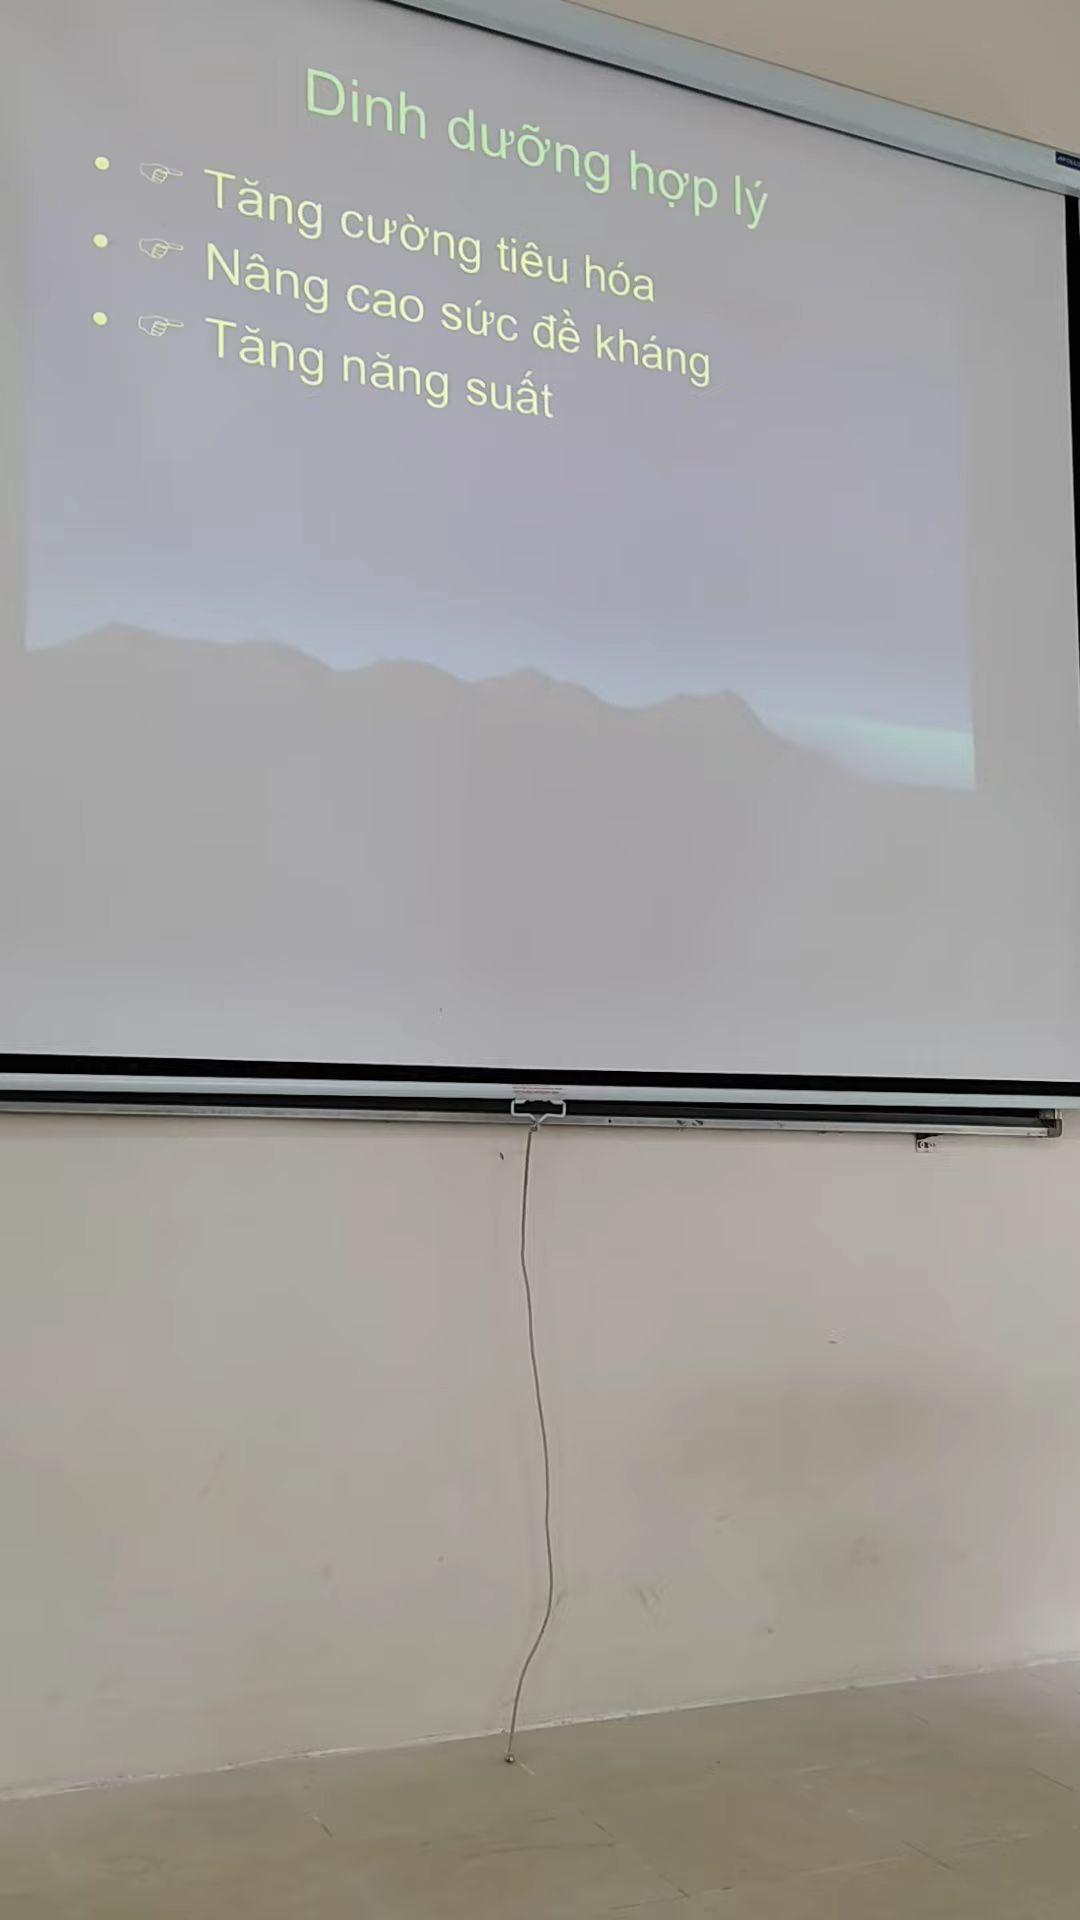 Dinh dưỡng hợp lý
• ☞ Tăng cường tiêu hóa
• ☞ Nâng cao sức đề kháng
• ☞ Tăng năng suất